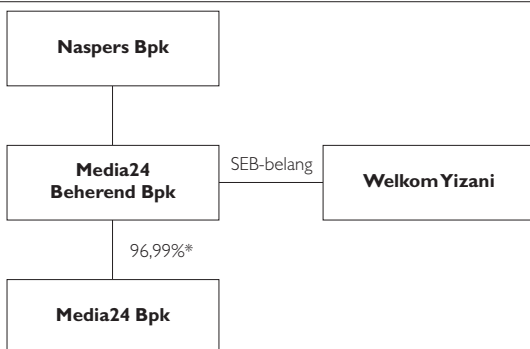 Naspers Bpk
Media24
Beherend Bpk
SEB-belang
Welkom Yizani
96,99%*
Media24 Bpk